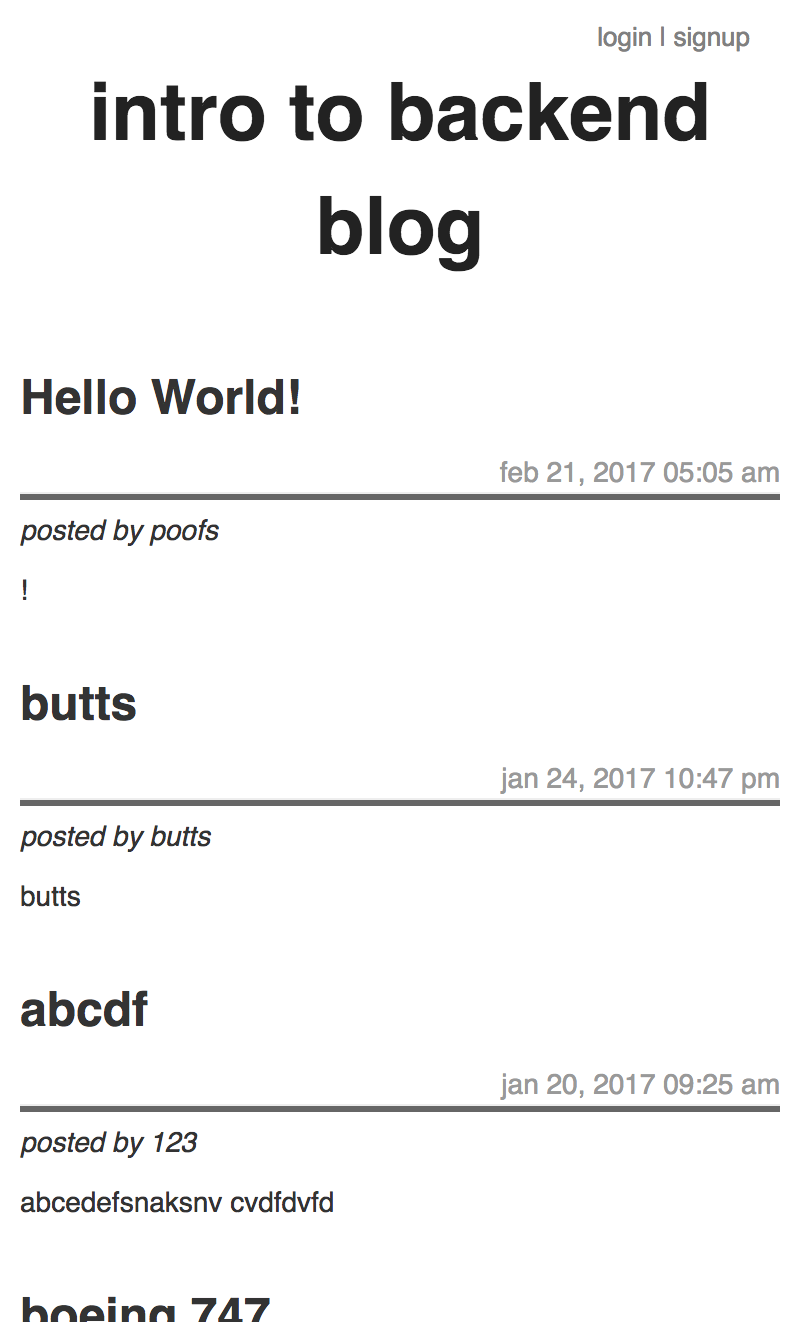 login | signup
intro to backend
blog
Hello World!
feb 21, 2017 05:05 am
posted by poofs
!
butts
jan 24, 2017 10:47 pm
posted by butts
butts
abcdf
jan 20, 2017 09:25 am
posted by 123
abcedefsnaksnv cvdfdvfd
boeing 747